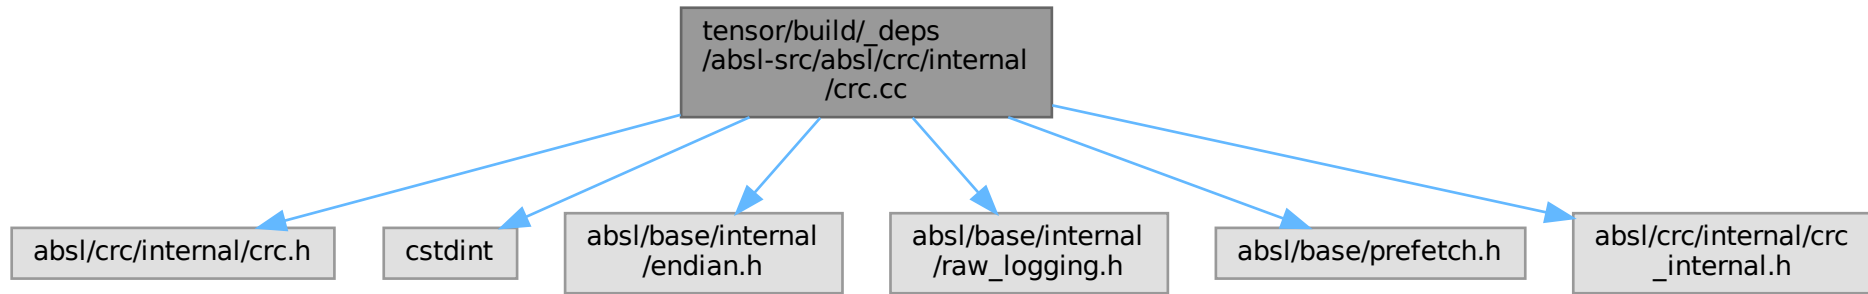 tensor/build/_deps
/absl-src/absl/crc/internal
/crc.cc
absl/crc/internal/crc.h
cstdint
absl/base/internal
/endian.h
absl/base/internal
/raw_logging.h
absl/base/prefetch.h
absl/crc/internal/crc
_internal.h